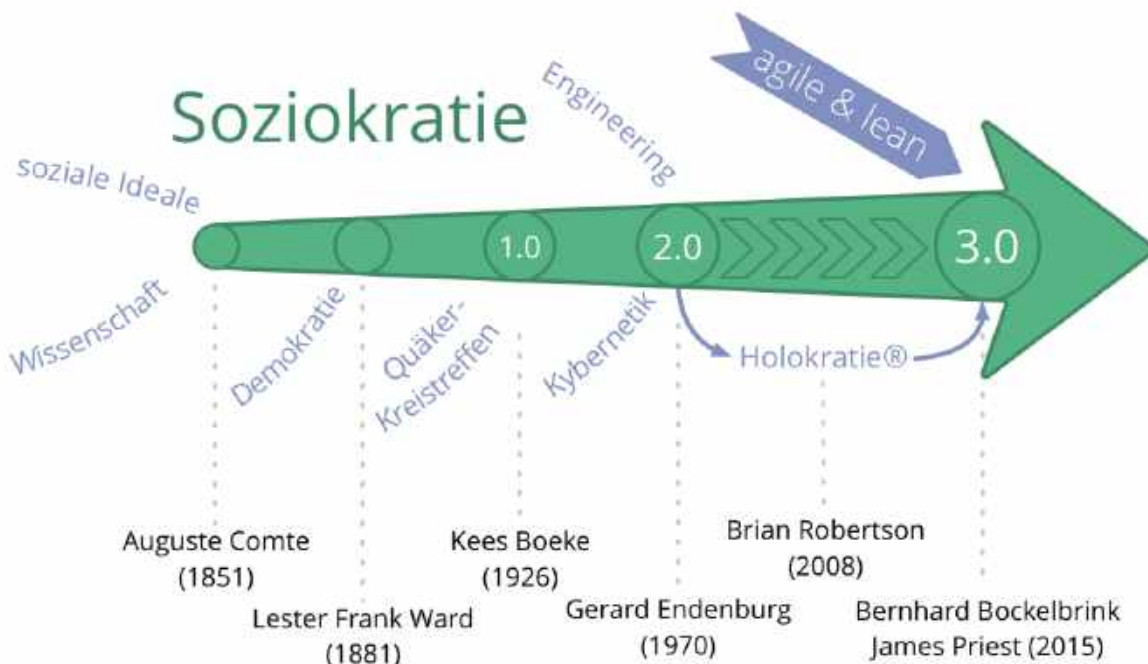 agile & lean
Engineering
Soziokratie
soziale Ideale
1.0
2.0
3.0
Wissenschaft
Demokratie
Quäker-
Kreistreffen
Kybernetik
Holokratie®
Auguste Comte
(1851)
Lester Frank Ward
(1881)
Kees Boeke
(1926)
Gerard Endenburg
(1970)
Brian Robertson
(2008)
Bernhard Bockelbrink
James Priest (2015)